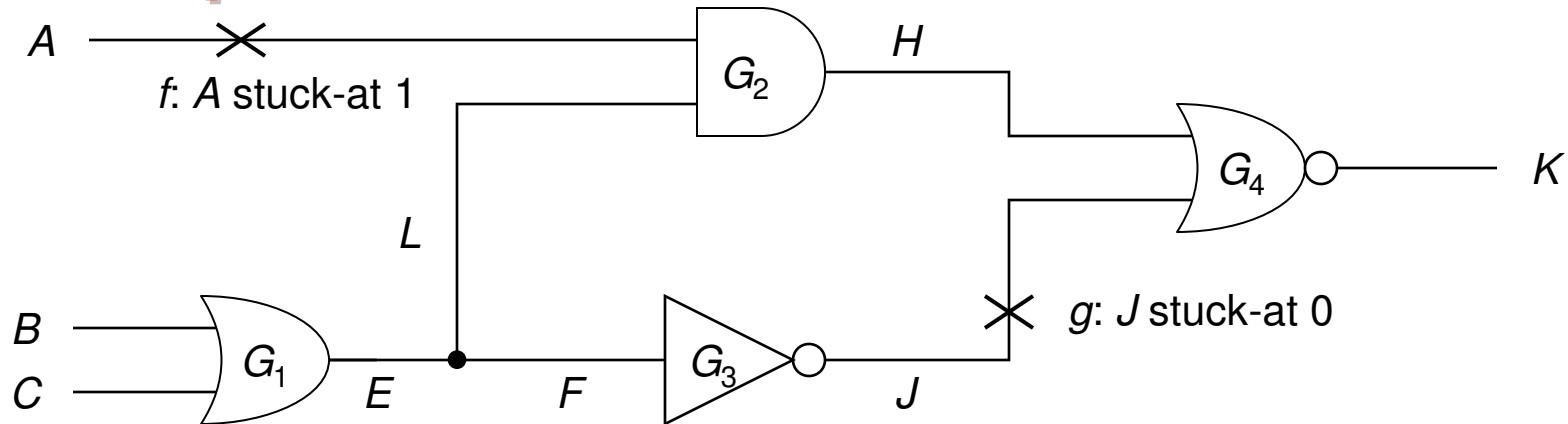 A
H
G2
f: A stuck-at 1
G4
K
L
B
g: J stuck-at 0
G1
G3
C
E
F
J